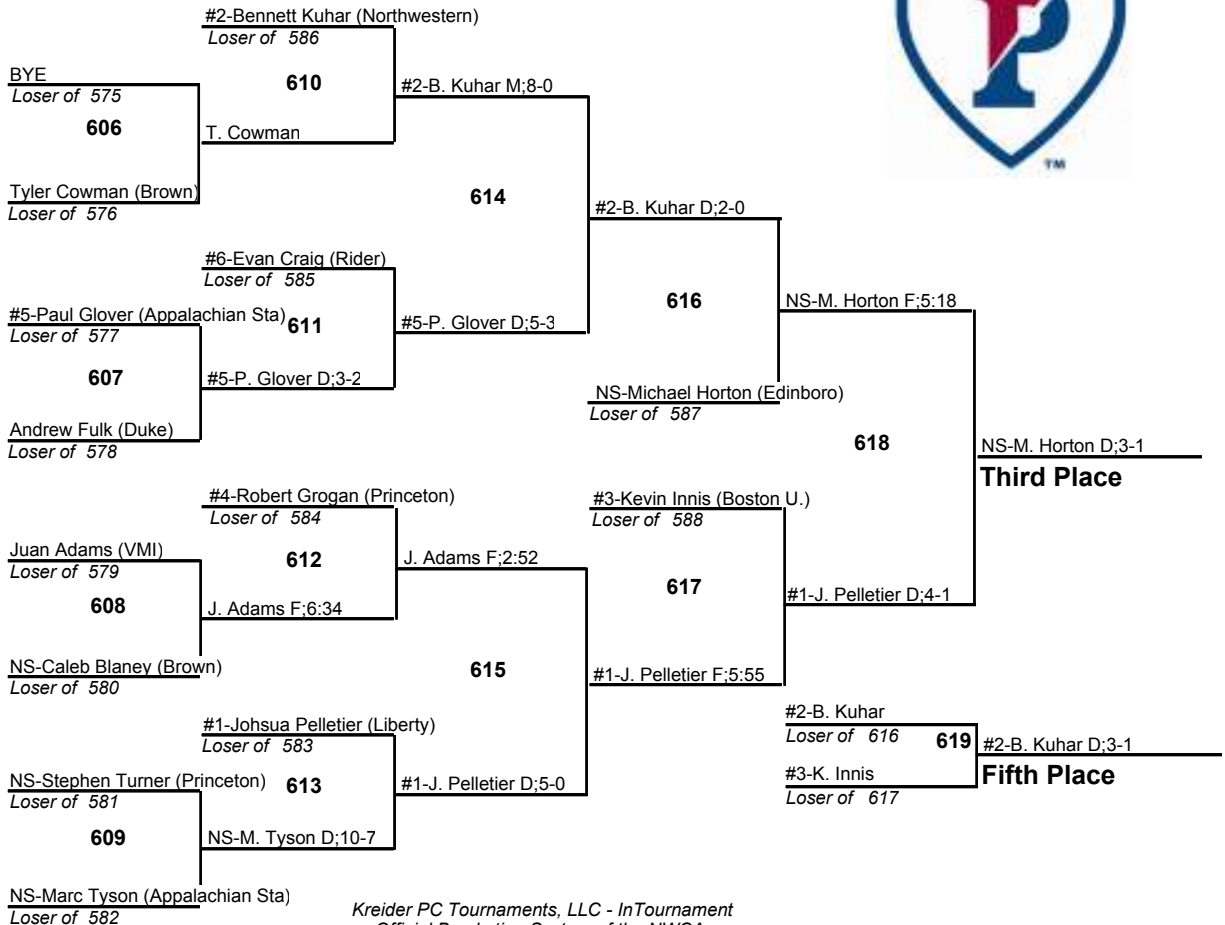 #2-Bennett Kuhar (Northwestern)
Loser of 586
BYE
Loser of 575
610
#2-B. Kuhar M;8-0
606
T. Cowman
Tyler Cowman (Brown)
Loser of 576
614
#2-B. Kuhar D;2-0
#6-Evan Craig (Rider)
Loser of 585
#5-Paul Glover (Appalachian Sta)
Loser of 577
611
#5-P. Glover D;5-3
616
NS-M. Horton F;5:18
607
#5-P. Glover D;3-2
NS-Michael Horton (Edinboro)
Loser of 587
Andrew Fulk (Duke)
Loser of 578
618
NS-M. Horton D;3-1
Third Place
#4-Robert Grogan (Princeton)
Loser of 584
#3-Kevin Innis (Boston U.)
Loser of 588
Juan Adams (VMI)
Loser of 579
612
J. Adams F;2:52
617
608
J. Adams F;6:34
#1-J. Pelletier D;4-1
NS-Caleb Blaney (Brown)
Loser of 580
615
#1-J. Pelletier F;5:55
#1-Johsua Pelletier (Liberty)
Loser of 583
#2-B. Kuhar
Loser of 616
619
#2-B. Kuhar D;3-1
Fifth Place
NS-Stephen Turner (Princeton)
Loser of 581
613
#1-J. Pelletier D;5-0
#3-K. Innis
Loser of 617
609
NS-M. Tyson D;10-7
NS-Marc Tyson (Appalachian Sta)
Loser of 582
Kreider PC Tournaments, LLC - InTournament
P
TM